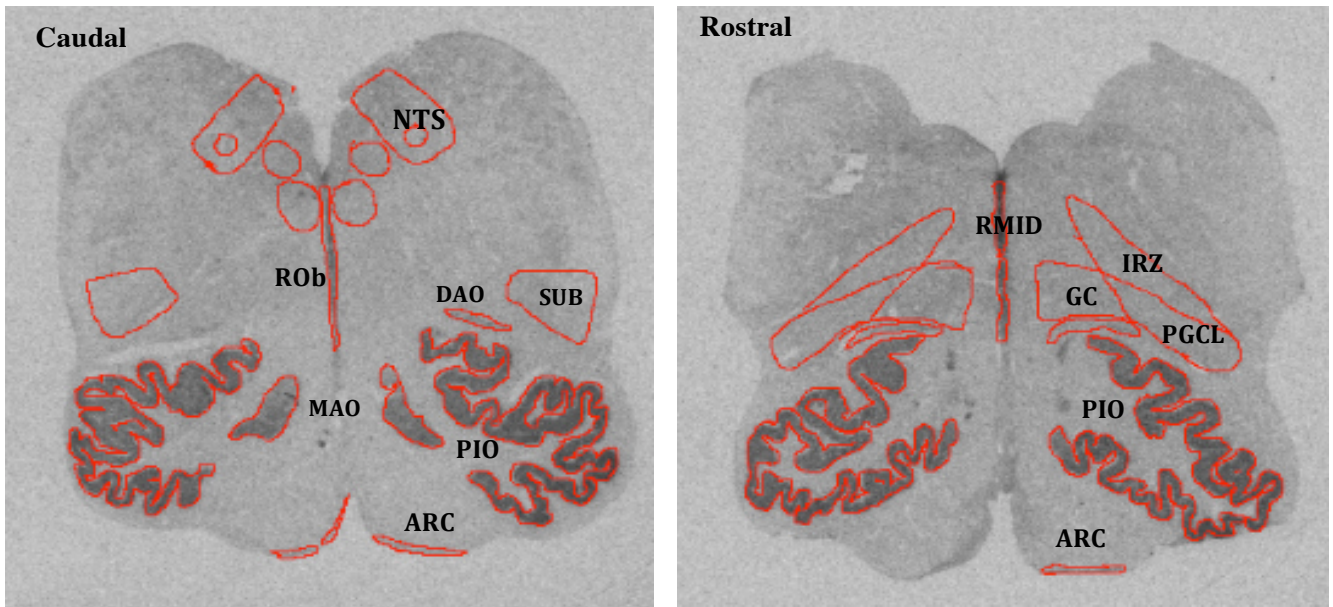 Caudal
NTS
ROb
DAO
SUB
MAO
PIO
ARC
Rostral
RMID
IRZ
GC
PGCL
PIO
ARC